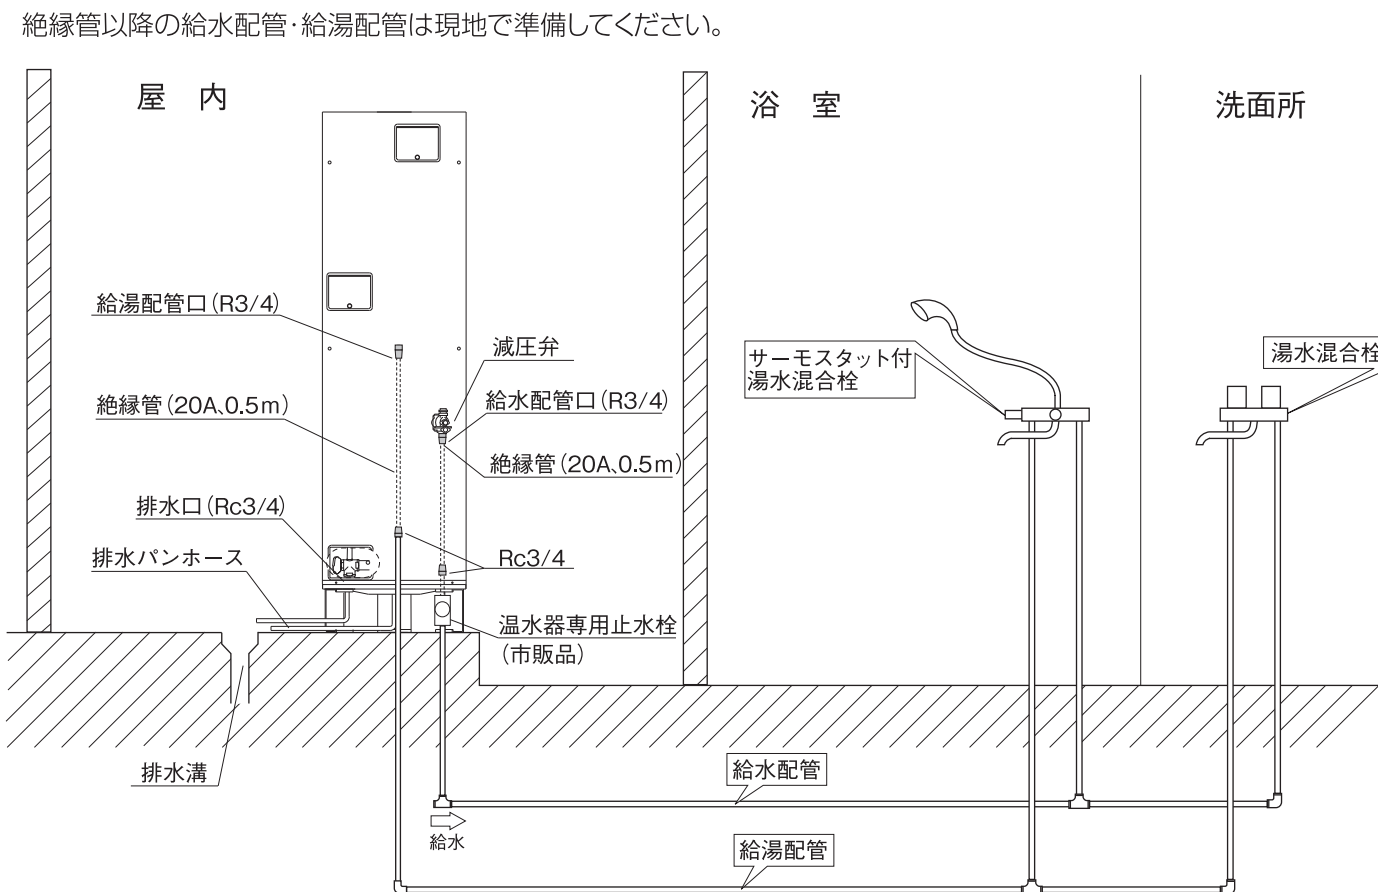 絶縁管以降の給水配管・給湯配管は現地で準備してください。
屋 内
浴 室
洗面所
給湯配管口(R3/4)
減圧弁
サーモスタット付
湯水混合栓
湯水混合栓
絶縁管(20A、0.5m)
給水配管口(R3/4)
絶縁管(20A、0.5m)
排水口(Rc3/4)
排水パンホース
Rc3/4
温水器専用止水栓
(市販品)
排水溝
給水配管
給水
給湯配管